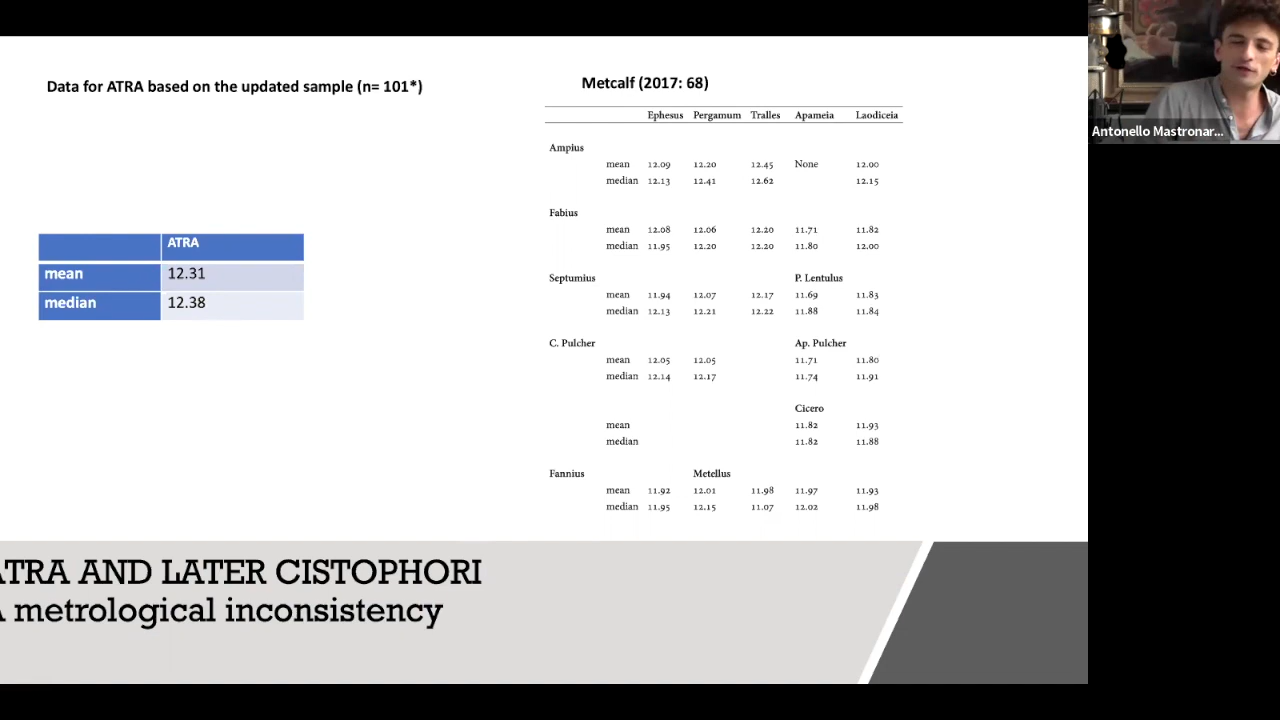 Data for ATRA based on the updated sample (n= 101*)
ATRA
mean 12.31
median 12.38
Metcalf (2017: 68)
Ephesus Pergamum Tralles Apameia Laodiceia
Ampius
mean 12.09 12.20 12.45 None 12.00
median 12.13 12.41 12.62 12.15
Fabius
mean 12.08 12.06 12.20 11.71 11.82
median 11.95 12.20 12.20 11.80 12.00
Septumius P. Lentulus
mean 11.94 12.07 12.17 11.69 11.83
median 12.13 12.21 12.22 11.88 11.84
C. Pulcher Ap. Pulcher
mean 12.05 12.05 11.71 11.80
median 12.14 12.17 11.74 11.91
Cicero
mean 11.82 11.93
median 11.82 11.88
Fannius Metellus
mean 11.92 12.01 11.98 11.97 11.93
median 11.95 12.15 11.07 12.02 11.98
ATRA AND LATER CISTOPHORI
A metrological inconsistency
Antonello Mastronar...